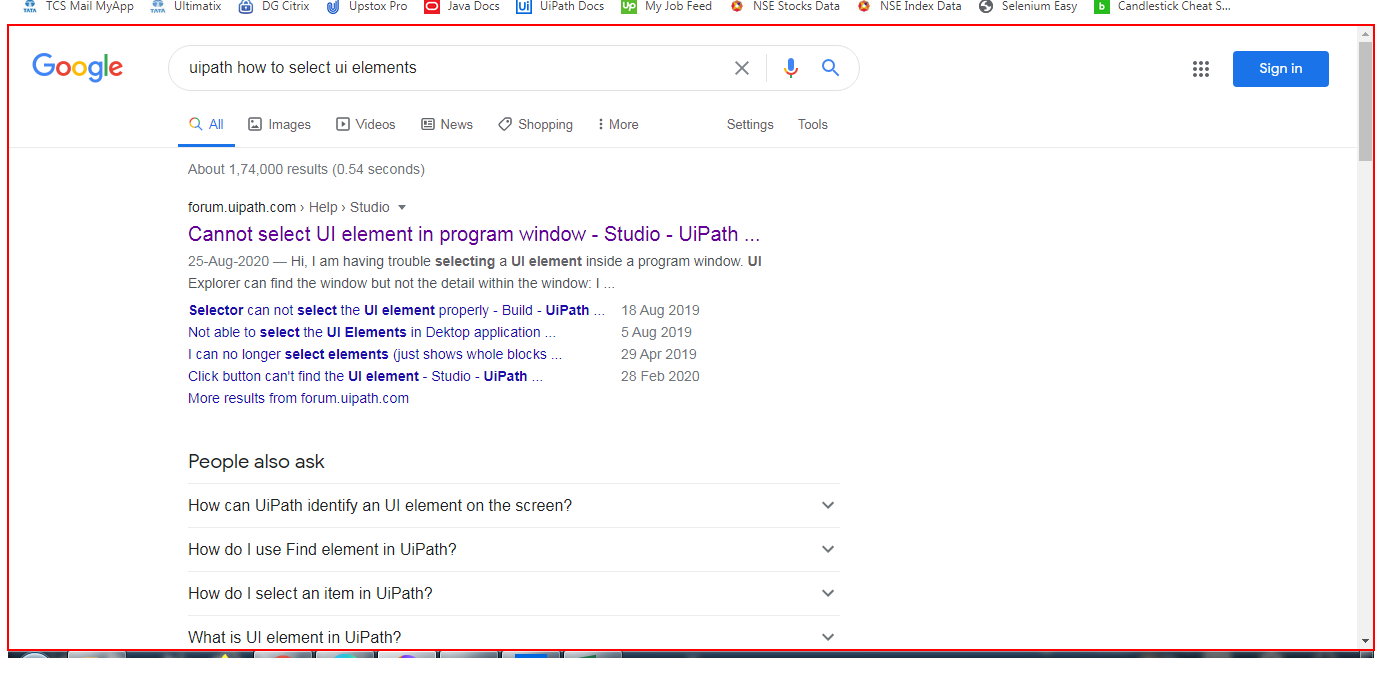 TCS Mail MyApp Ultimatix DG Citrix Upstox Pro Java Docs Ui UiPath Docs Up My Job Feed NSE Stocks Data NSE Index Data Selenium Easy b Candlestick Cheat S...
Google uipath how to select ui elements Sign in
All Images Videos News Shopping More Settings Tools
About 1,74,000 results (0.54 seconds)
forum.uipath.com › Help › Studio
Cannot select UI element in program window - Studio - UiPath ...
25-Aug-2020 — Hi, I am having trouble selecting a UI element inside a program window. UI
Explorer can find the window but not the detail within the window: I ...
Selector can not select the UI element properly - Build - UiPath ... 18 Aug 2019
Not able to select the UI Elements in Dektop application ... 5 Aug 2019
I can no longer select elements (just shows whole blocks ... 29 Apr 2019
Click button can't find the UI element - Studio - UiPath ... 28 Feb 2020
More results from forum.uipath.com
People also ask
How can UiPath identify an UI element on the screen?
How do I use Find element in UiPath?
How do I select an item in UiPath?
What is UI element in UiPath?